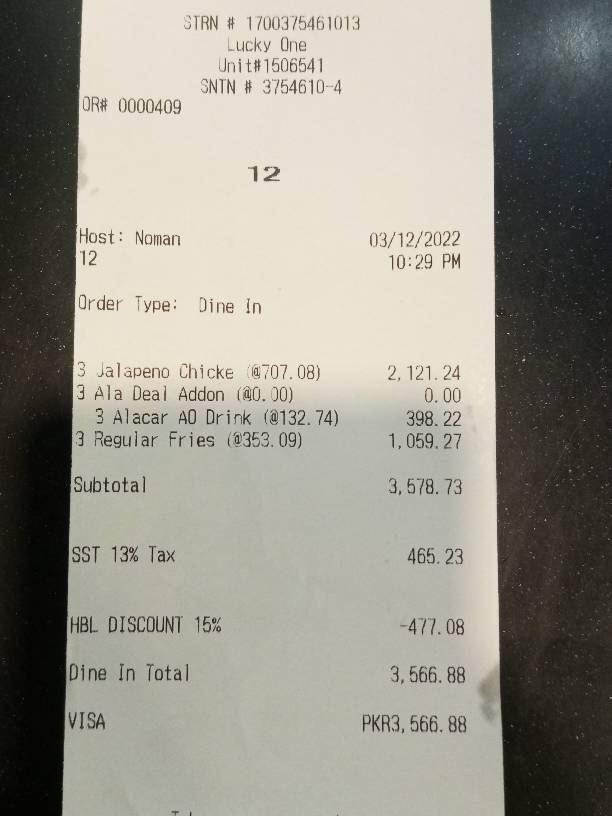 STRN # 1700375461013
Lucky One
Unit#1506541
SNTN # 3754610-4
OR# 0000409
12
Host: Noman 03/12/2022
12 10:29 PM
Order Type: Dine In
3 Jalapeno Chicke (@707.08) 2,121.24
3 Ala Deal Addon (@0.00) 0.00
3 Alacar AO Drink (@132.74) 398.22
3 Regular Fries (@353.09) 1,059.27
Subtotal 3,578.73
SST 13% Tax 465.23
HBL DISCOUNT 15% -477.08
Dine In Total 3,566.88
VISA PKR3,566.88